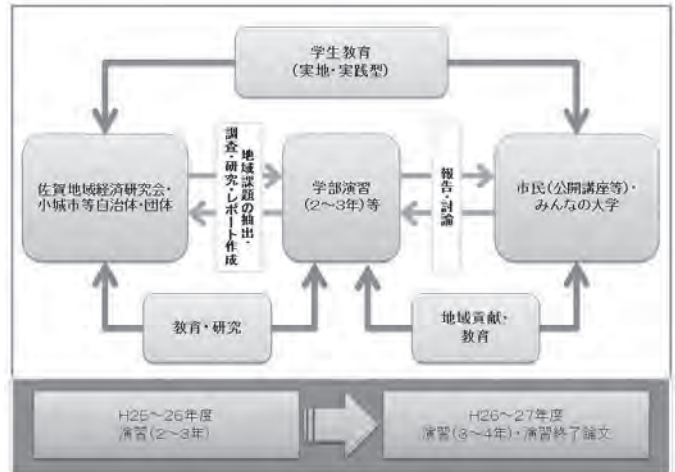 学生教育
(実地・実践型)
佐賀地域経済研究会・
小城市等自治体・団体
地域課題の抽出・
調査・研究・レポート作成
学部演習
(2～3年)等
報告・討論
市民(公開講座等)・
みんなの大学
教育・研究
地域貢献・
教育
H25～26年度
演習(2～3年)
H26～27年度
演習(3～4年)・演習終了論文